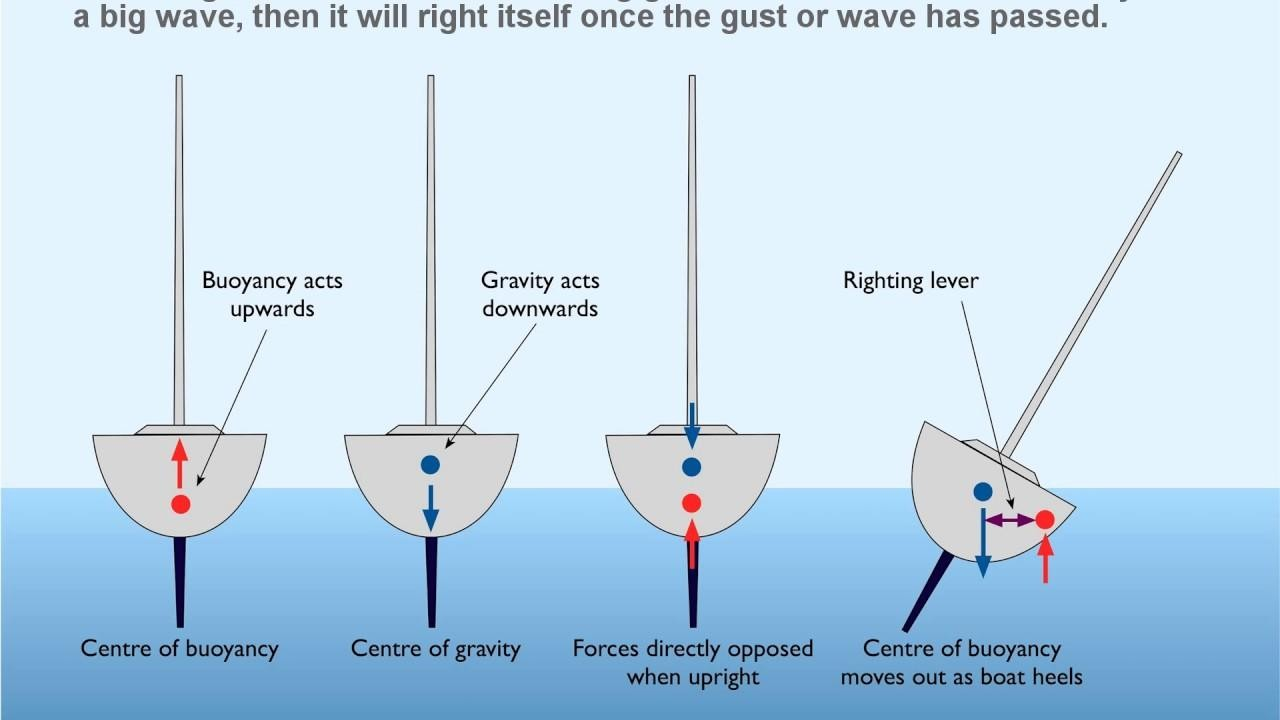 a big wave, then it will right itself once the gust or wave has passed.
Buoyancy acts
upwards
Gravity acts
downwards
Righting lever
Centre of buoyancy
Centre of gravity
Forces directly opposed
when upright
Centre of buoyancy
moves out as boat heels